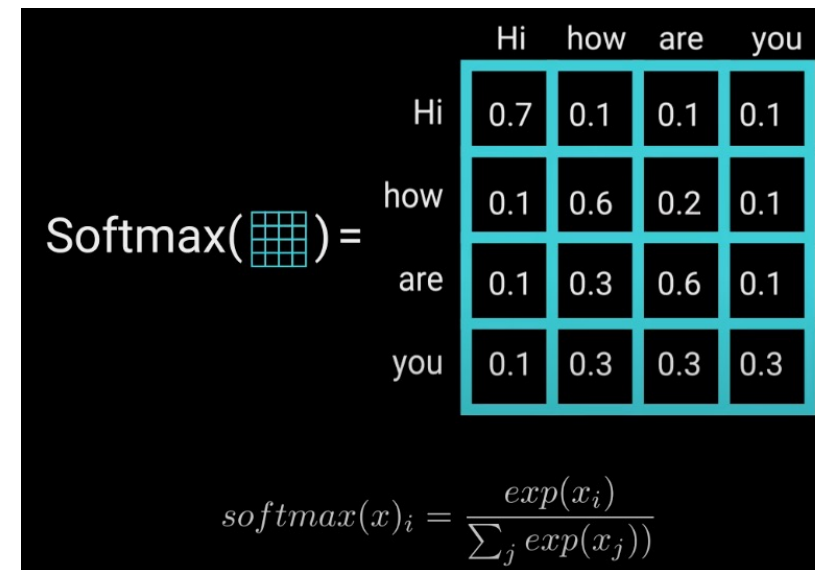 Hi how are you
Hi 0.7 0.1 0.1 0.1
how 0.1 0.6 0.2 0.1
Softmax( ) =
are 0.1 0.3 0.6 0.1
you 0.1 0.3 0.3 0.3
softmax(x)_i = exp(x_i) / ∑_j exp(x_j))